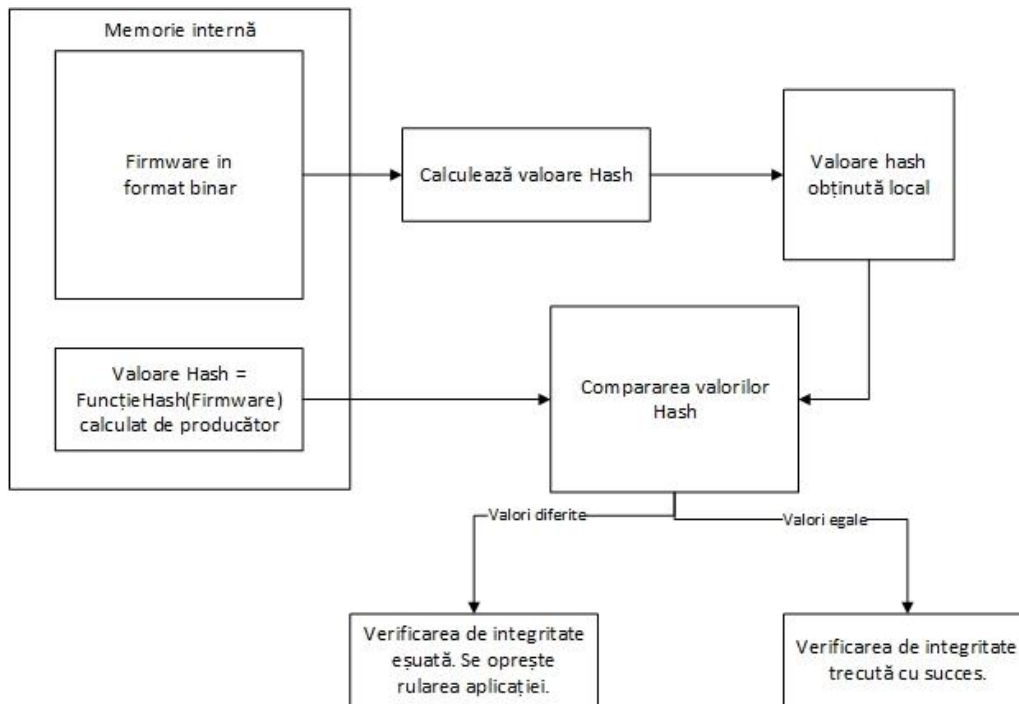 Memorie internă
Firmware in
format binar
Calculează valoare Hash
Valoare hash
obținută local
Valoare Hash =
FuncțieHash(Firmware)
calculat de producător
Compararea valorilor
Hash
Valori diferite
Valori egale
Verificarea de integritate
eșuată. Se oprește
rularea aplicației.
Verificarea de integritate
trecută cu succes.